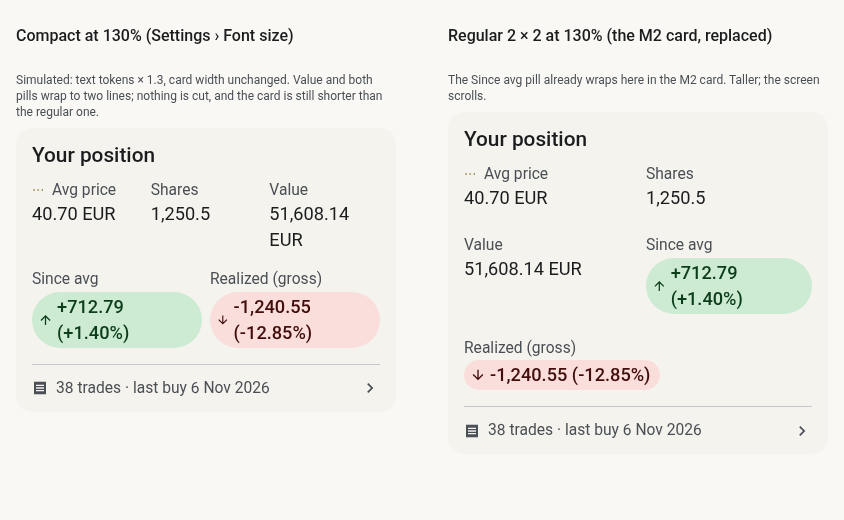 Compact at 130% (Settings › Font size)
Simulated: text tokens × 1.3, card width unchanged. Value and both
pills wrap to two lines; nothing is cut, and the card is still shorter than
the regular one.
Your position
··· Avg price
Shares
Value
40.70 EUR
1,250.5
51,608.14
EUR
Since avg
Realized (gross)
+712.79
(+1.40%)
-1,240.55
(-12.85%)
38 trades · last buy 6 Nov 2026
Regular 2 × 2 at 130% (the M2 card, replaced)
The Since avg pill already wraps here in the M2 card. Taller; the screen
scrolls.
Your position
··· Avg price
Shares
40.70 EUR
1,250.5
Value
Since avg
51,608.14 EUR
+712.79
(+1.40%)
Realized (gross)
-1,240.55 (-12.85%)
38 trades · last buy 6 Nov 2026